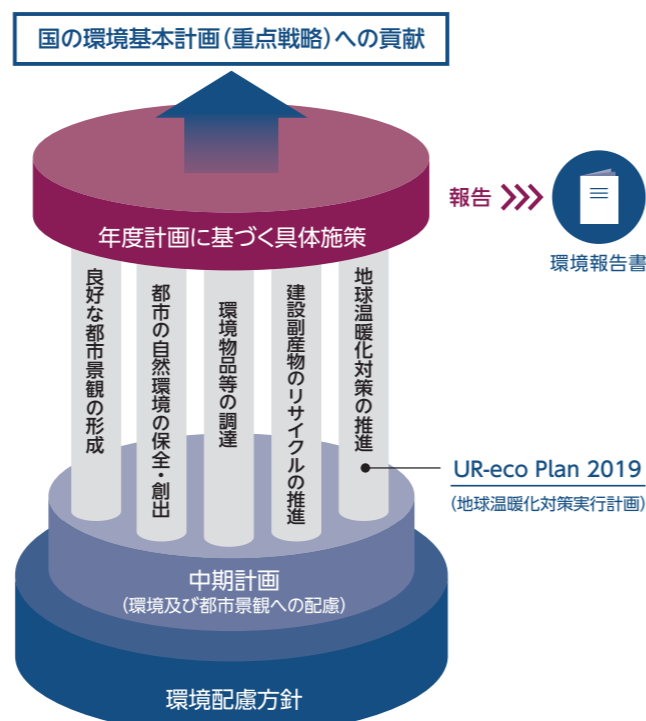 国の環境基本計画（重点戦略）への貢献
年度計画に基づく具体施策
報告
環境報告書
良好な都市景観の形成
都市の自然環境の保全・創出
環境物品等の調達
建設副産物のリサイクルの推進
地球温暖化対策の推進
UR-eco Plan 2019
（地球温暖化対策実行計画）
中期計画
（環境及び都市景観への配慮）
環境配慮方針